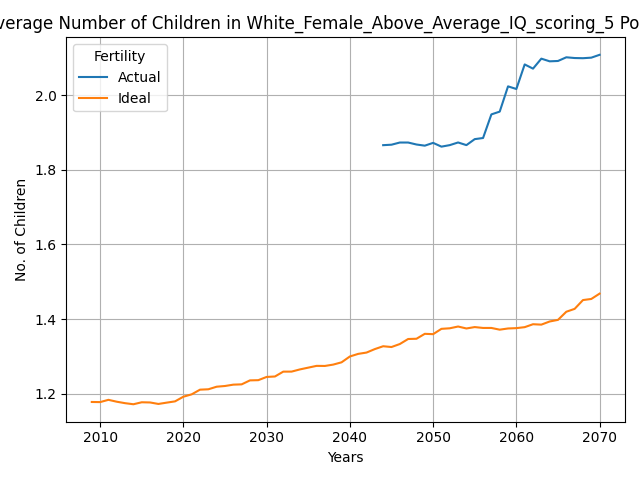 verage Number of Children in White_Female_Above_Average_IQ_scoring_5 Po
Fertility
Actual
Ideal
No. of Children
2.0
1.8
1.6
1.4
1.2
2010 2020 2030 2040 2050 2060 2070
Years